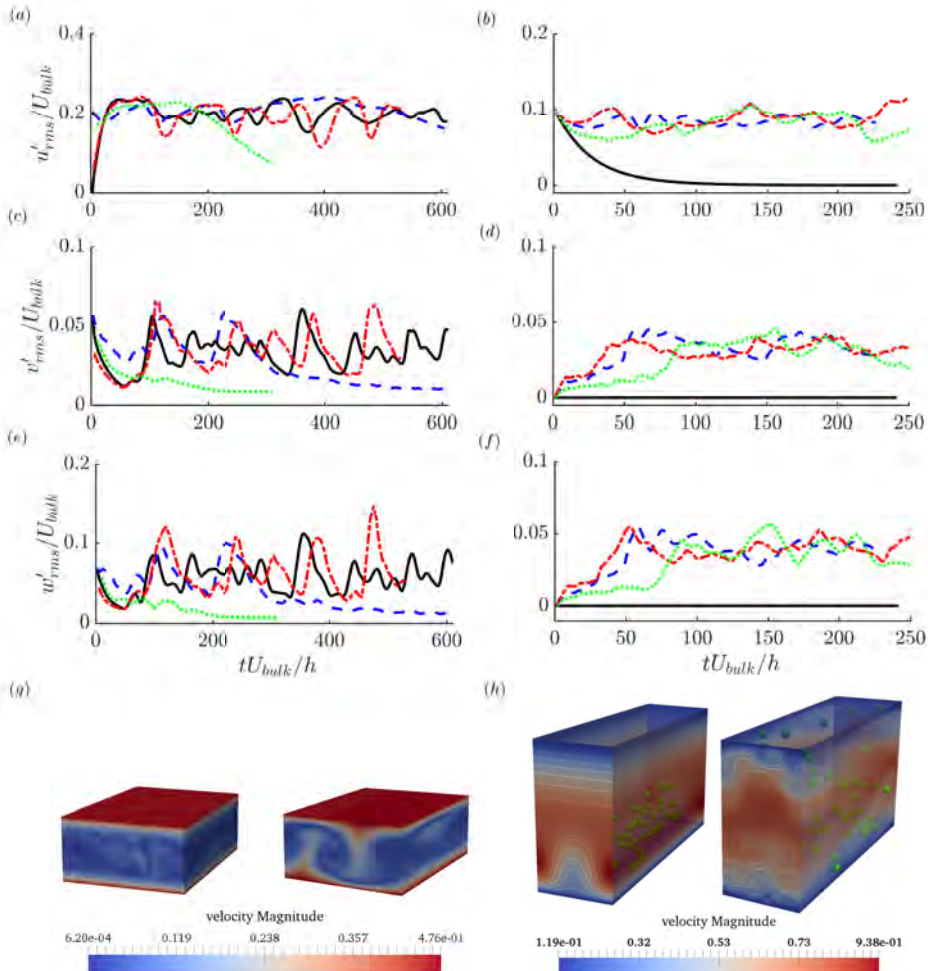 (a)
(b)
0.4
0.2
0
u'rms/Ubulk
0 200 400 600
0.2
0.1
0
0 50 100 150 200 250
(c)
(d)
0.1
0.05
0
v'rms/Ubulk
0 200 400 600
0.1
0.05
0
0 50 100 150 200 250
(e)
(f)
0.2
0.1
0
w'rms/Ubulk
0 200 400 600
tUbulk/h
0.1
0.05
0
0 50 100 150 200 250
tUbulk/h
(g)
(h)
velocity Magnitude
6.20e-04 0.119 0.238 0.357 4.76e-01
velocity Magnitude
1.19e-01 0.32 0.53 0.73 9.38e-01